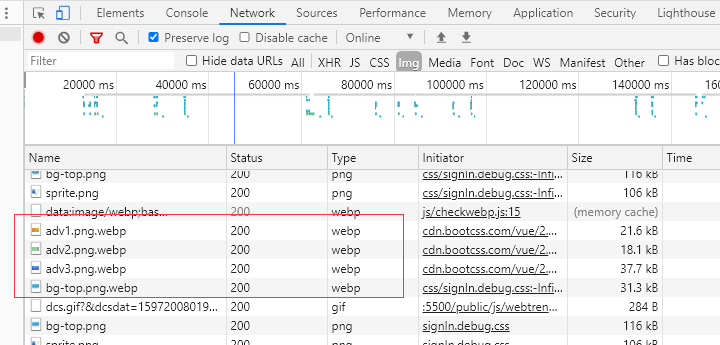 Elements Console Network Sources Performance Memory Application Security Lighthouse
Preserve log Disable cache Online
Filter Hide data URLs All XHR JS CSS Img Media Font Doc WS Manifest Other Has bloc
20000 ms 40000 ms 60000 ms 80000 ms 100000 ms 120000 ms 140000 ms
Name Status Type Initiator Size Time
bg-top.png 200 png css/signIn.debug.css:-Infi... 116 kB
sprite.png 200 png css/signIn.debug.css:-Infi... 106 kB
data:image/webp;bas... 200 webp js/checkwebp.js:15 (memory cache)
adv1.png.webp 200 webp cdn.bootcss.com/vue/2.... 21.6 kB
adv2.png.webp 200 webp cdn.bootcss.com/vue/2.... 18.1 kB
adv3.png.webp 200 webp cdn.bootcss.com/vue/2.... 37.7 kB
bg-top.png.webp 200 webp css/signIn.debug.css:-Infi... 31.3 kB
dcs.gif?&dcsdat=15972008019... 200 gif :5500/public/js/webtren... 284 B
bg-top.png 200 png signIn.debug.css 116 kB
sprite.png 200 png signIn.debug.css 106 kB